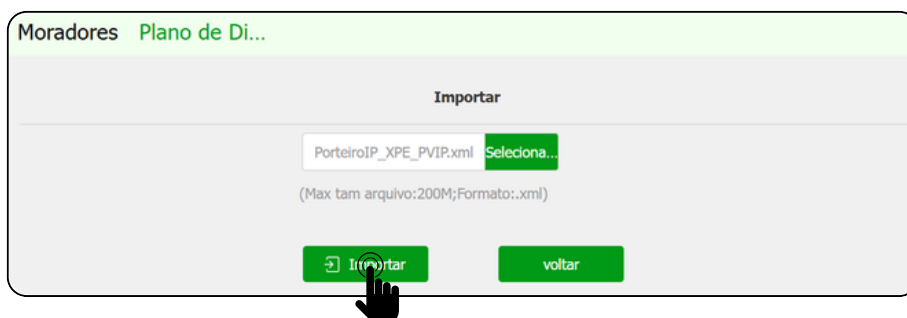 Moradores Plano de Di...
Importar
PorteiroIP_XPE_PVIP.xml Seleciona...
(Max tam arquivo:200M;Formato:.xml)
Importar voltar